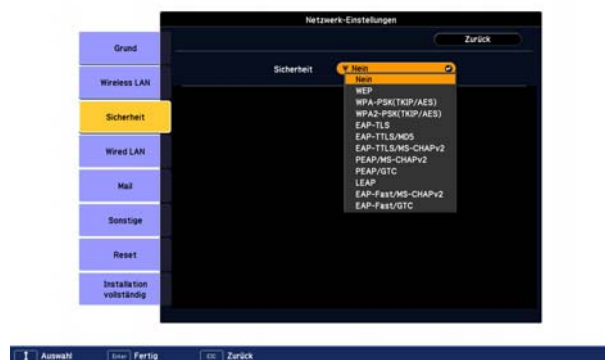 Netzwerk-Einstellungen
Zurück
Grund
Wireless LAN
Sicherheit
Wired LAN
Mail
Sonstige
Reset
Installation
vollständig
Sicherheit
Nein
Nein
WEP
WPA-PSK(TKIP/AES)
WPA2-PSK(TKIP/AES)
EAP-TLS
EAP-TTLS/MD5
EAP-TTLS/MS-CHAPv2
PEAP/MS-CHAPv2
PEAP/GTC
LEAP
EAP-Fast/MS-CHAPv2
EAP-Fast/GTC
Auswahl Enter Fertig ESC Zurück